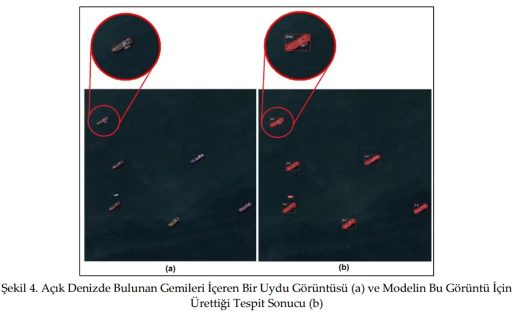 (a)
(b)
Şekil 4. Açık Denizde Bulunan Gemileri İçeren Bir Uydu Görüntüsü (a) ve Modelin Bu Görüntü İçin
Ürettiği Tespit Sonucu (b)